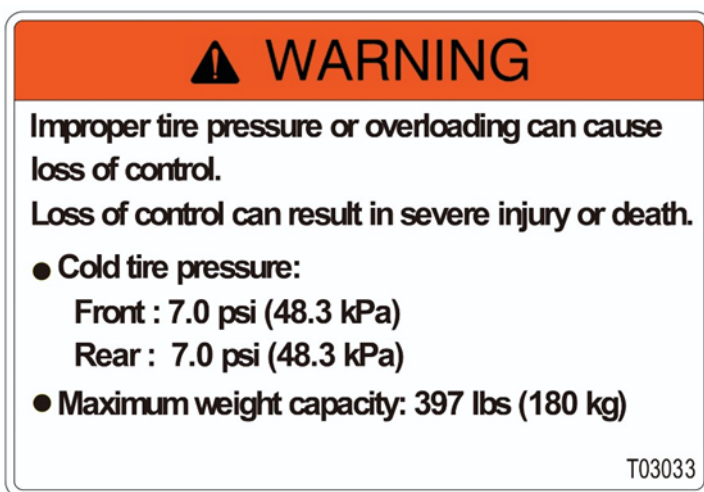 WARNING
Improper tire pressure or overloading can cause
loss of control.
Loss of control can result in severe injury or death.
● Cold tire pressure:
Front : 7.0 psi (48.3 kPa)
Rear : 7.0 psi (48.3 kPa)
● Maximum weight capacity: 397 lbs (180 kg)
T03033